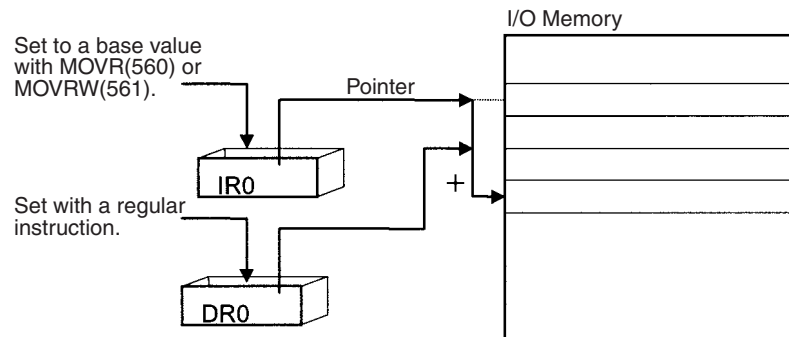 I/O Memory
Set to a base value
with MOVR(560) or
MOVRW(561).
Pointer
IR0
+
Set with a regular
instruction.
DR0